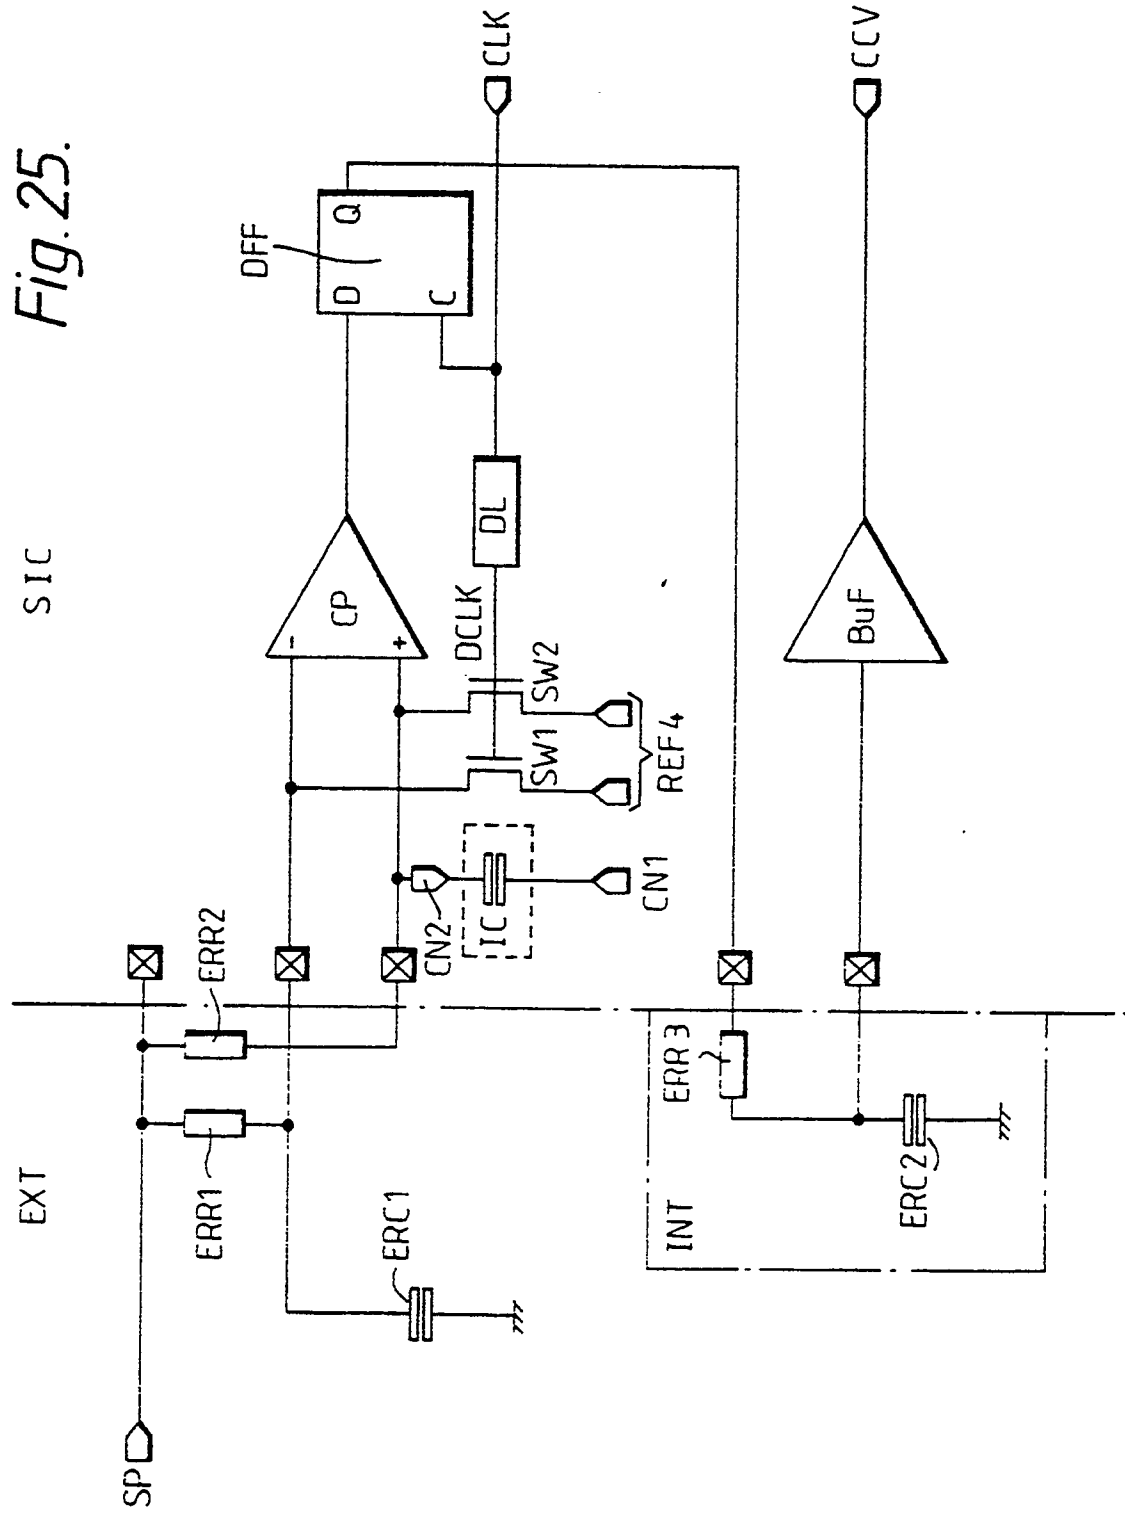 Fig. 25.
EXT
SIC
SP
ERR1
ERR2
ERC1
CN2
IC
CN1
SW1
SW2
REF4
DCLK
-
CP
+
DL
DFF
D
Q
C
CLK
INT
ERR3
ERC2
BuF
CCV